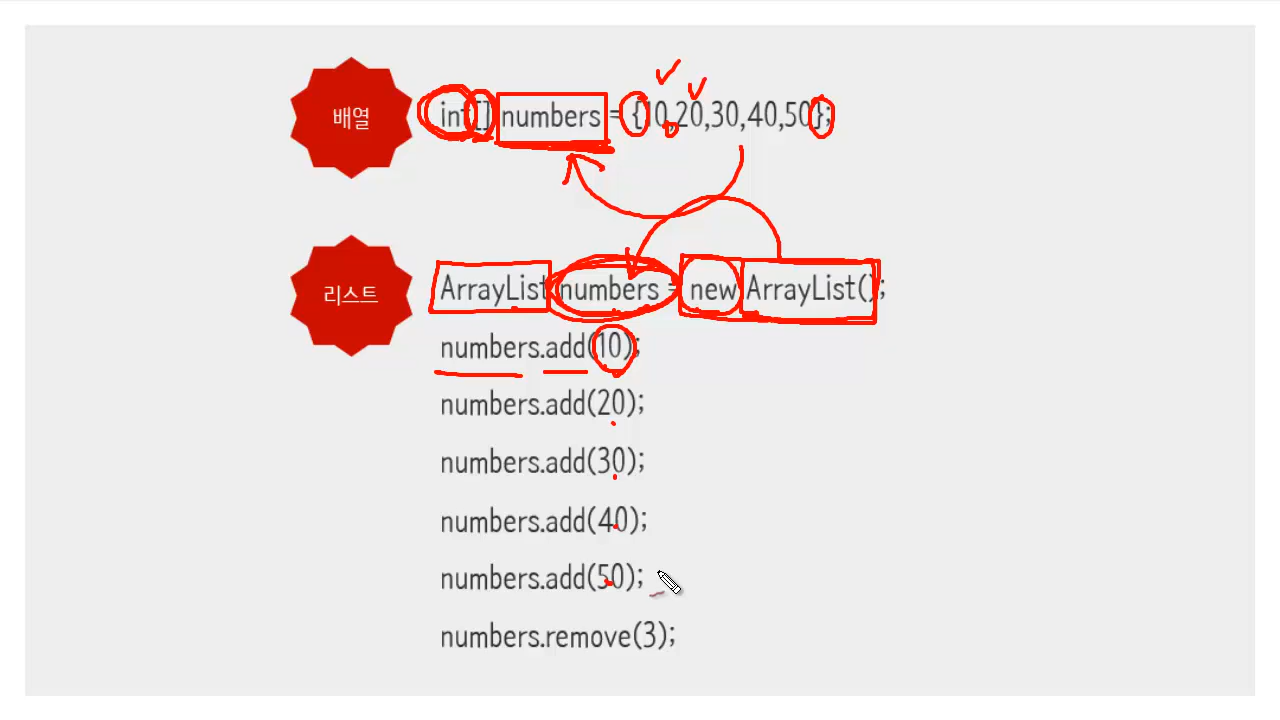 배열
int[] numbers = {10,20,30,40,50};
리스트
ArrayList numbers = new ArrayList();
numbers.add(10);
numbers.add(20);
numbers.add(30);
numbers.add(40);
numbers.add(50);
numbers.remove(3);